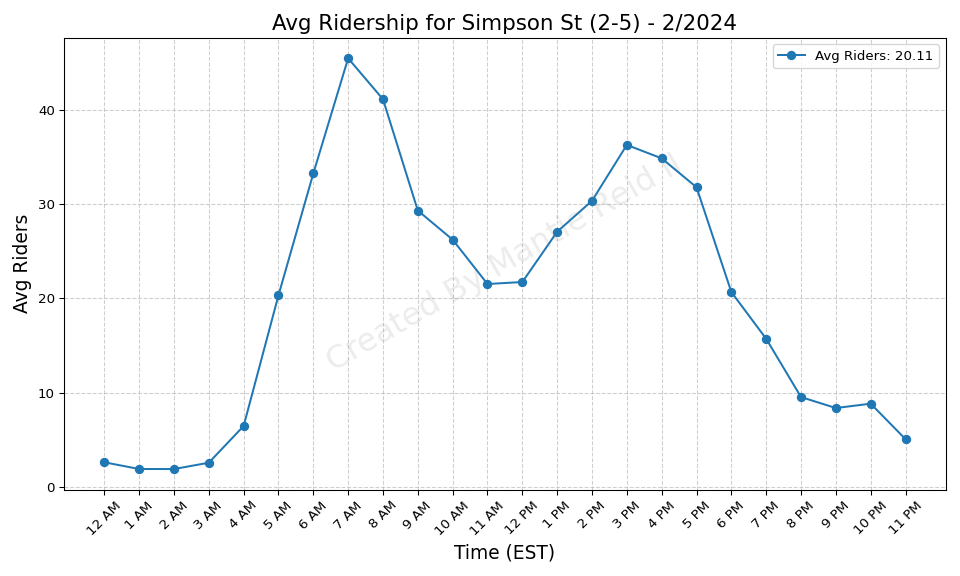 Avg Ridership for Simpson St (2-5) - 2/2024
Avg Riders: 20.11
Avg Riders
40
30
20
10
0
12 AM 1 AM 2 AM 3 AM 4 AM 5 AM 6 AM 7 AM 8 AM 9 AM 10 AM 11 AM 12 PM 1 PM 2 PM 3 PM 4 PM 5 PM 6 PM 7 PM 8 PM 9 PM 10 PM 11 PM
Time (EST)
Created By Mantie Reid II